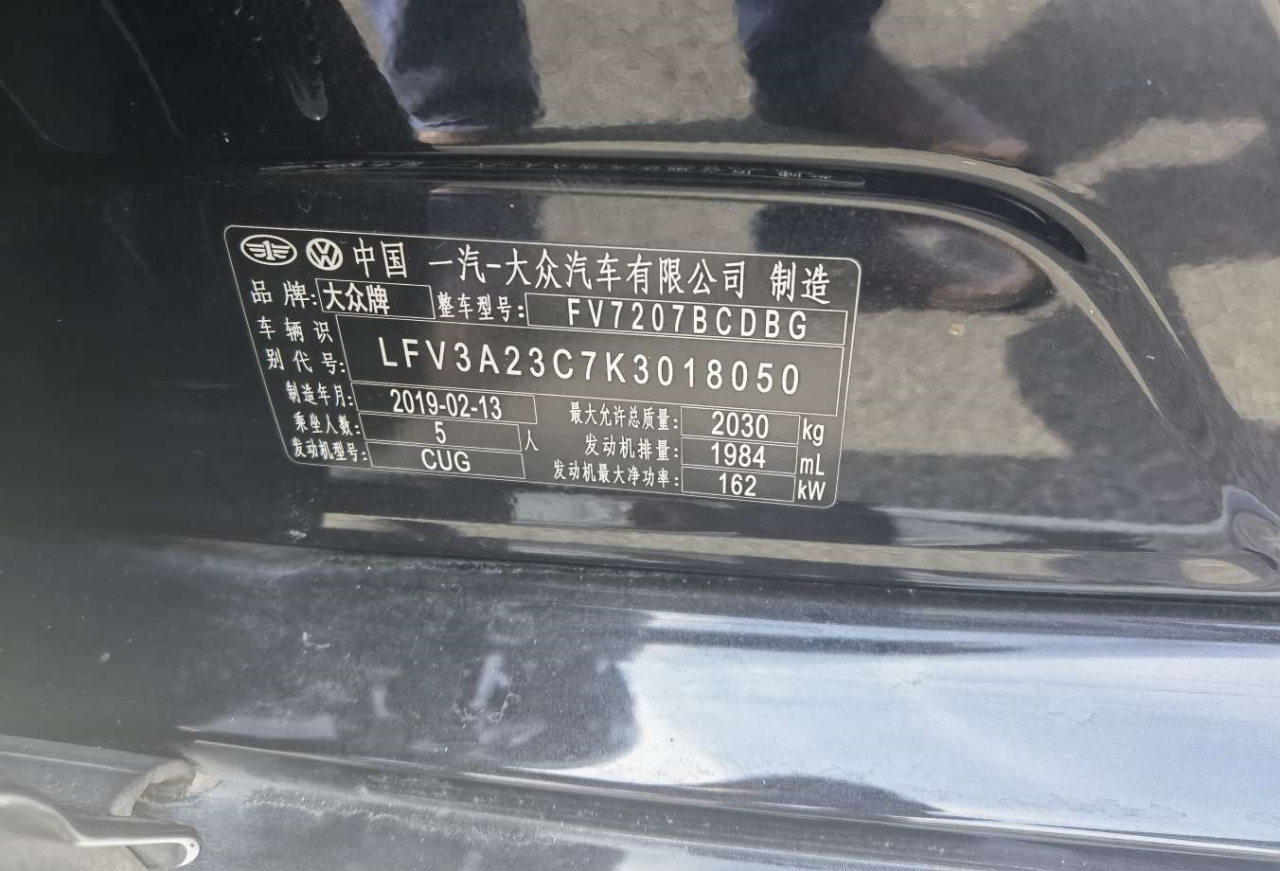 中国 一汽-大众汽车有限公司 制造
品牌: 大众牌 整车型号: FV7207BCDBG
车辆识别代号: LFV3A23C7K3018050
制造年月: 2019-02-13 最大允许总质量: 2030 kg
乘坐人数: 5 人 发动机排量: 1984 mL
发动机型号: CUG 发动机最大净功率: 162 kW